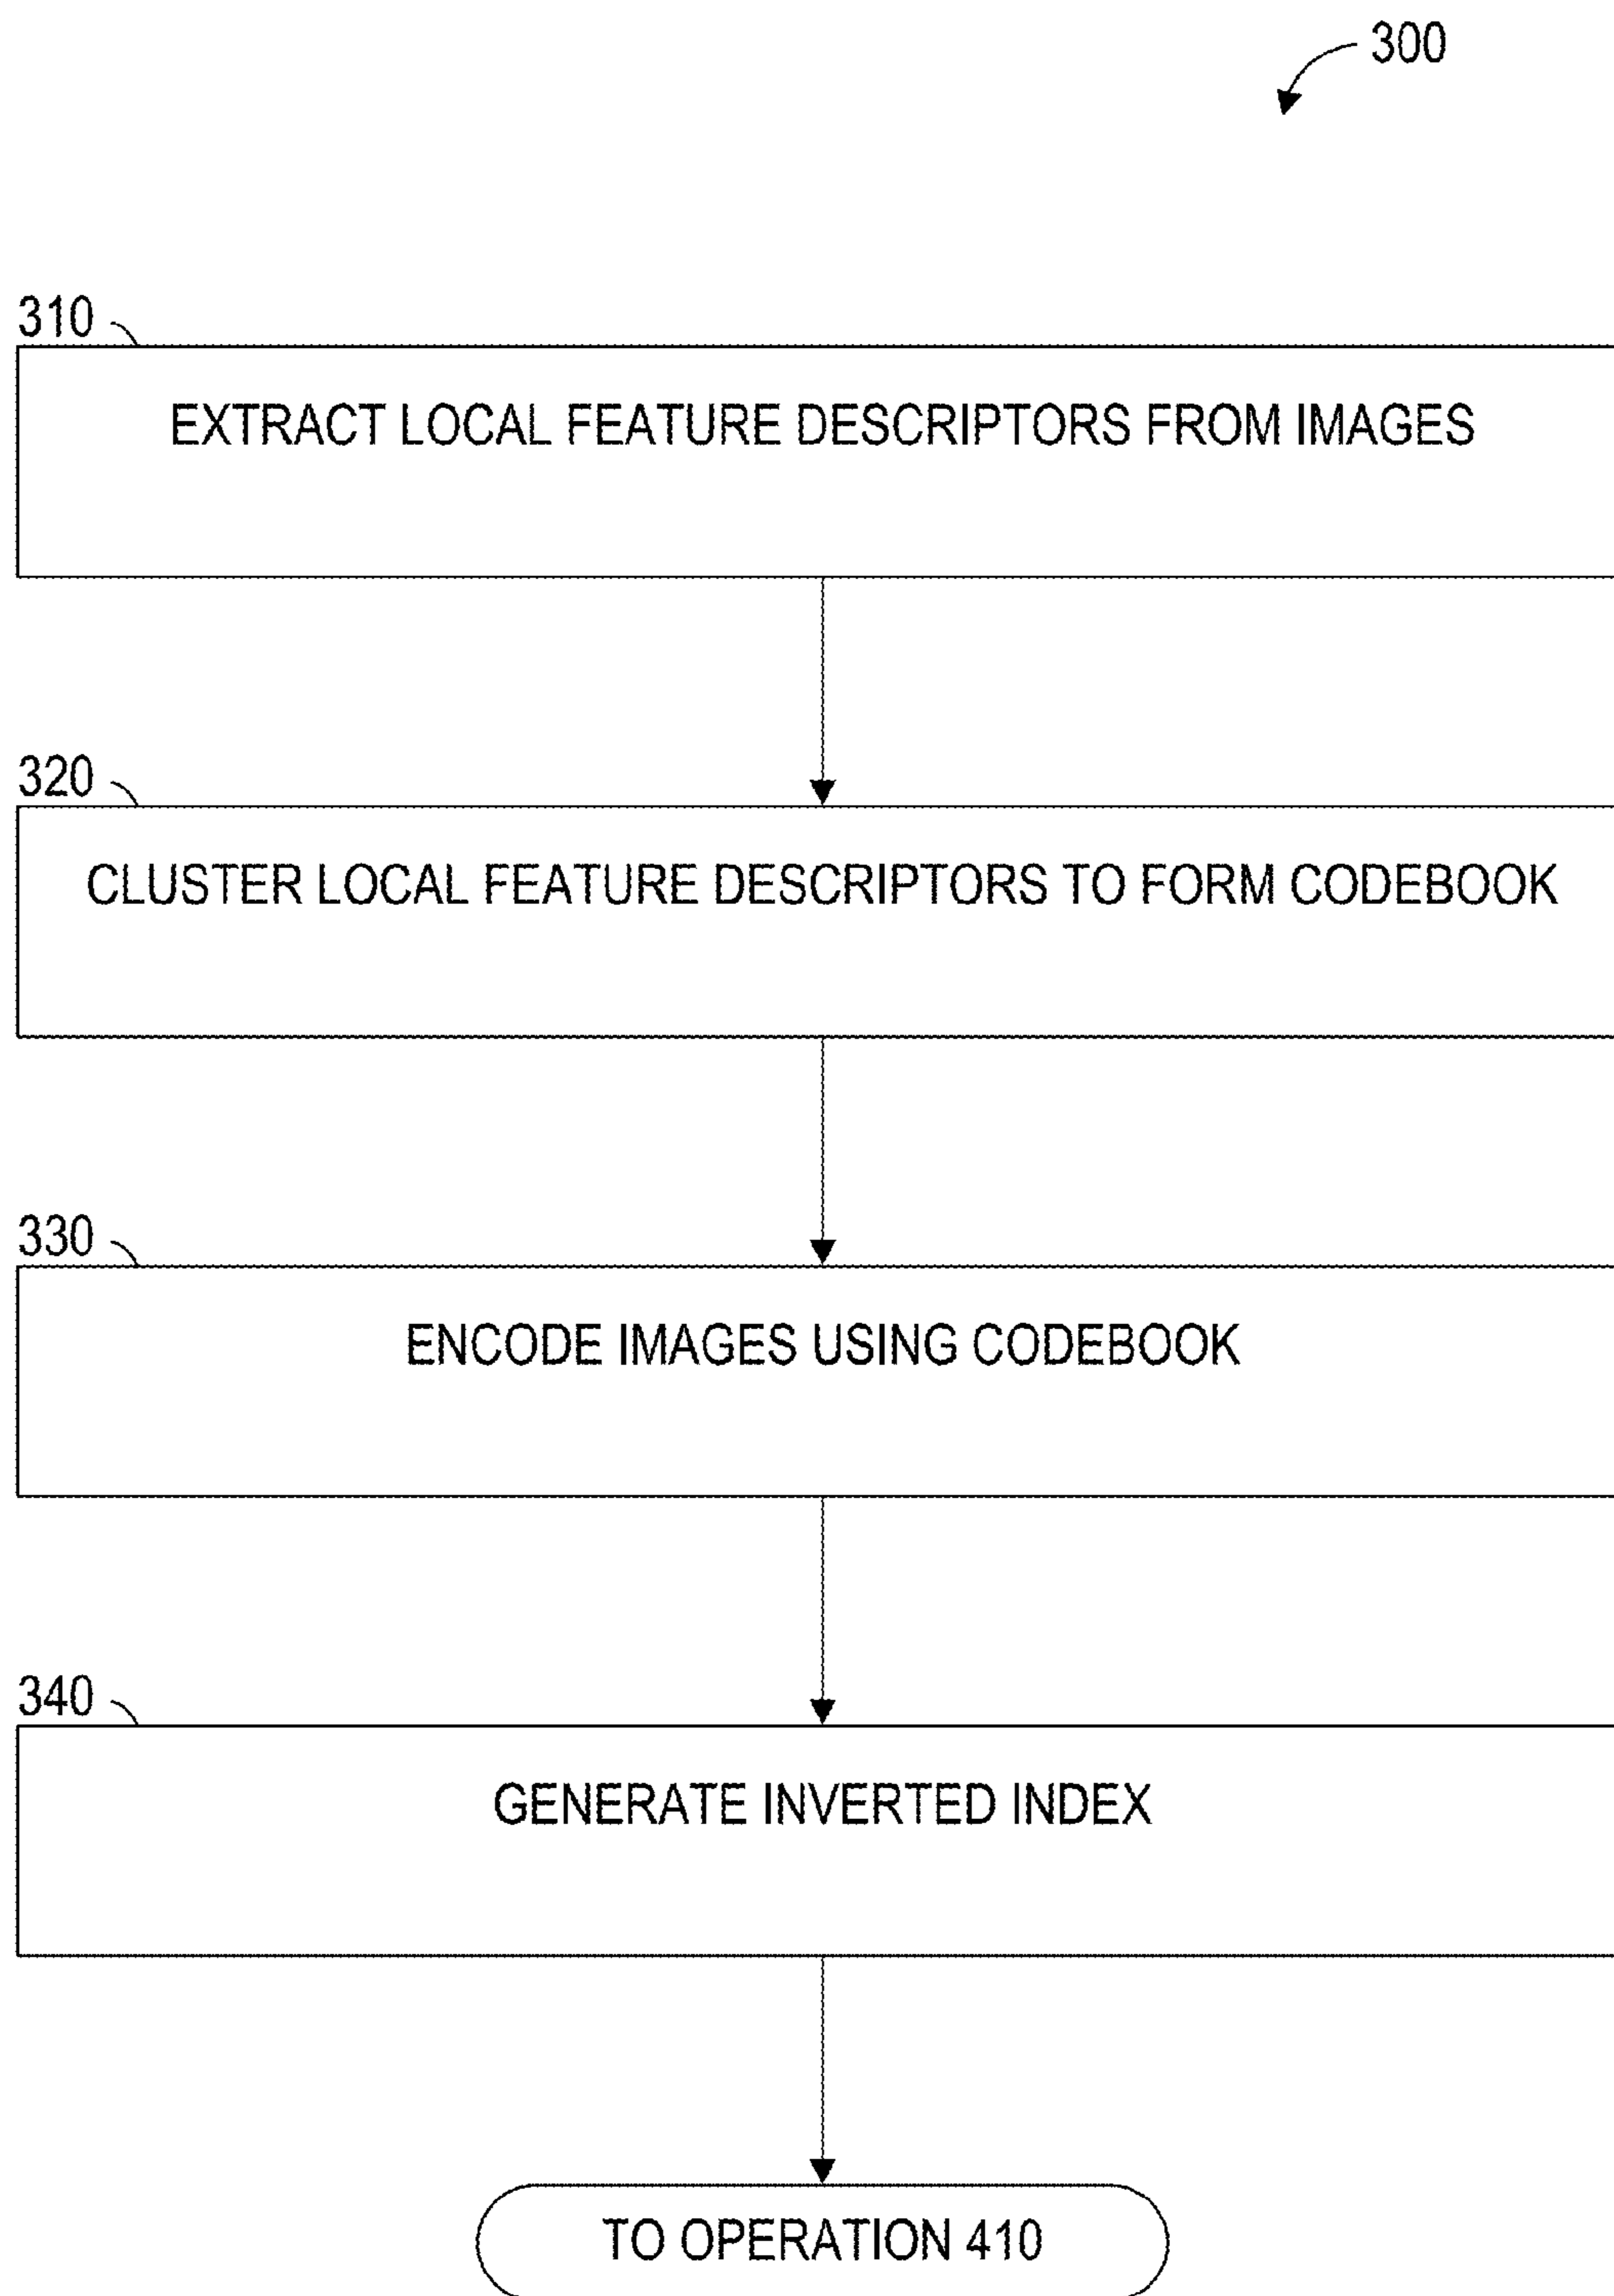 300
310
EXTRACT LOCAL FEATURE DESCRIPTORS FROM IMAGES
320
CLUSTER LOCAL FEATURE DESCRIPTORS TO FORM CODEBOOK
330
ENCODE IMAGES USING CODEBOOK
340
GENERATE INVERTED INDEX
TO OPERATION 410